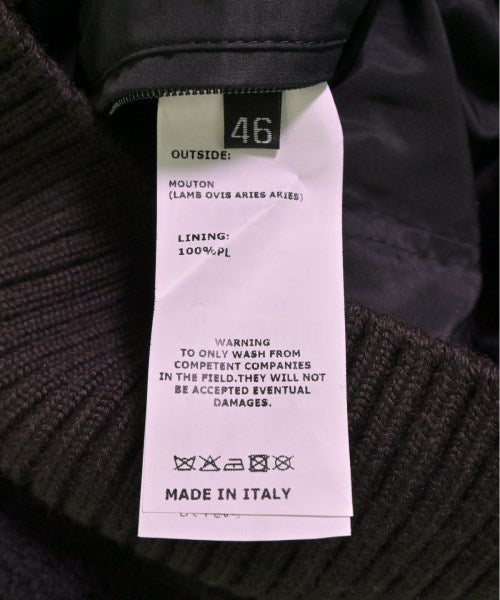 46
OUTSIDE:
MOUTON
(LAMB OVIS ARIES ARIES)
LINING:
100%PL
WARNING
TO ONLY WASH FROM
COMPETENT COMPANIES
IN THE FIELD.THEY WILL NOT
BE ACCEPTED EVENTUAL
DAMAGES.
MADE IN ITALY